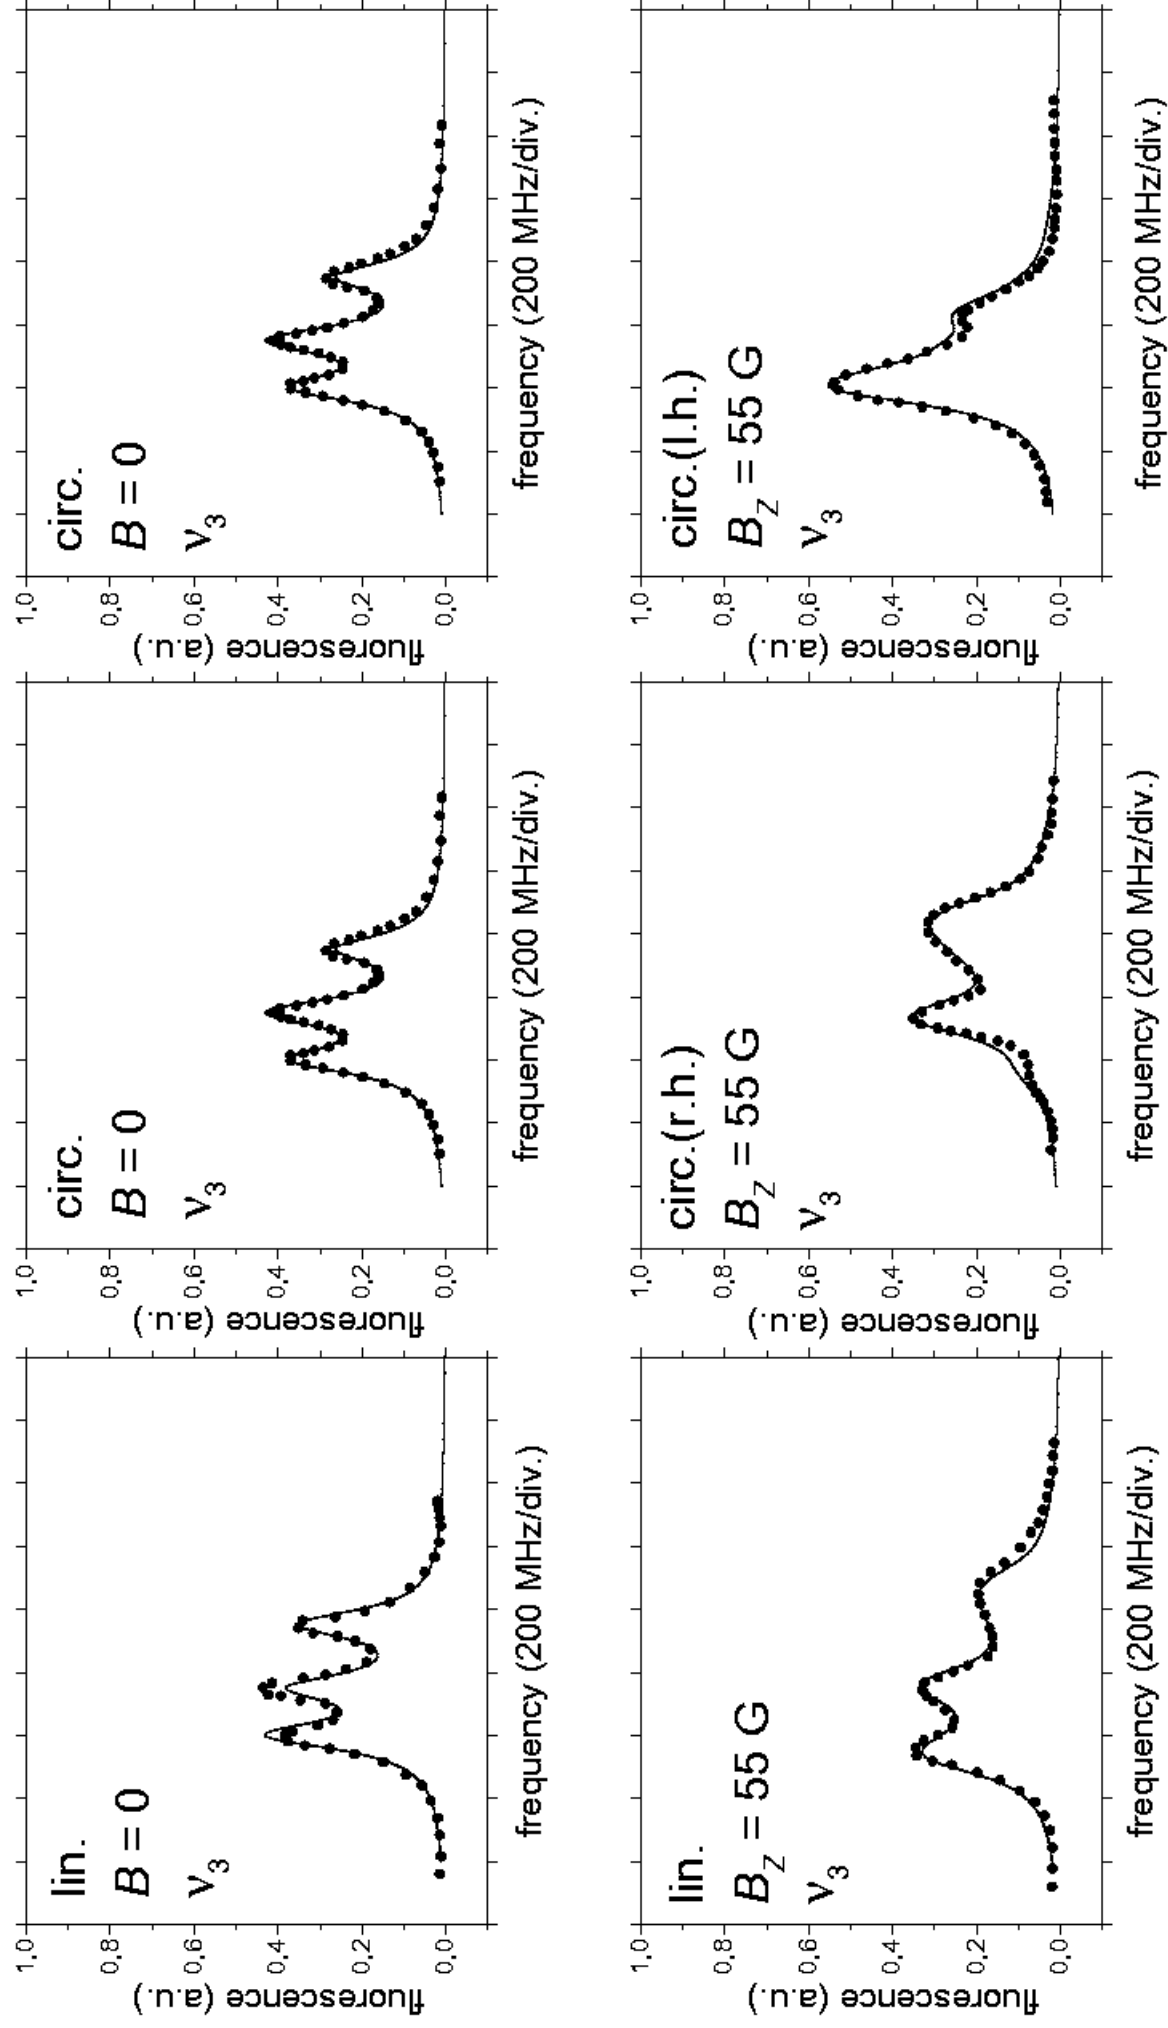 fluorescence (a.u.)
1,0
0,8
0,6
0,4
0,2
0,0
lin.
B = 0
ν3
frequency (200 MHz/div.)
fluorescence (a.u.)
1,0
0,8
0,6
0,4
0,2
0,0
circ.
B = 0
ν3
frequency (200 MHz/div.)
fluorescence (a.u.)
1,0
0,8
0,6
0,4
0,2
0,0
circ.
B = 0
ν3
frequency (200 MHz/div.)
fluorescence (a.u.)
1,0
0,8
0,6
0,4
0,2
0,0
lin.
BZ = 55 G
ν3
frequency (200 MHz/div.)
fluorescence (a.u.)
1,0
0,8
0,6
0,4
0,2
0,0
circ.(r.h.)
BZ = 55 G
ν3
frequency (200 MHz/div.)
fluorescence (a.u.)
1,0
0,8
0,6
0,4
0,2
0,0
circ.(l.h.)
BZ = 55 G
ν3
frequency (200 MHz/div.)